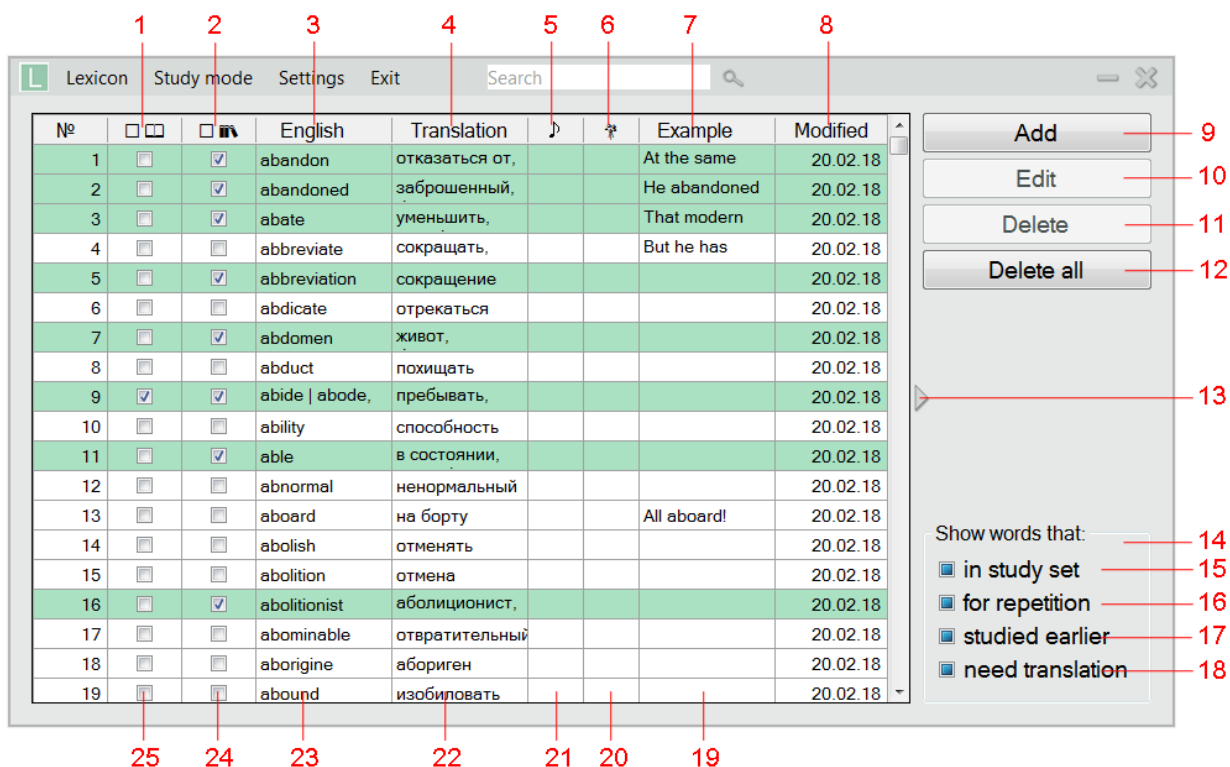 1 2 3 4 5 6 7 8
L Lexicon Study mode Settings Exit Search
№ English Translation Example Modified
1 abandon отказаться от, At the same 20.02.18
2 abandoned заброшенный, He abandoned 20.02.18
3 abate уменьшить, That modern 20.02.18
4 abbreviate сокращать, But he has 20.02.18
5 abbreviation сокращение 20.02.18
6 abdicate отрекаться 20.02.18
7 abdomen живот, 20.02.18
8 abduct похищать 20.02.18
9 abide | abode, пребывать, 20.02.18
10 ability способность 20.02.18
11 able в состоянии, 20.02.18
12 abnormal ненормальный 20.02.18
13 aboard на борту All aboard! 20.02.18
14 abolish отменять 20.02.18
15 abolition отмена 20.02.18
16 abolitionist аболиционист, 20.02.18
17 abominable отвратительный 20.02.18
18 aborigine абориген 20.02.18
19 abound изобиловать 20.02.18
Add 9
Edit 10
Delete 11
Delete all 12
13
Show words that: 14
in study set 15
for repetition 16
studied earlier 17
need translation 18
25 24 23 22 21 20 19